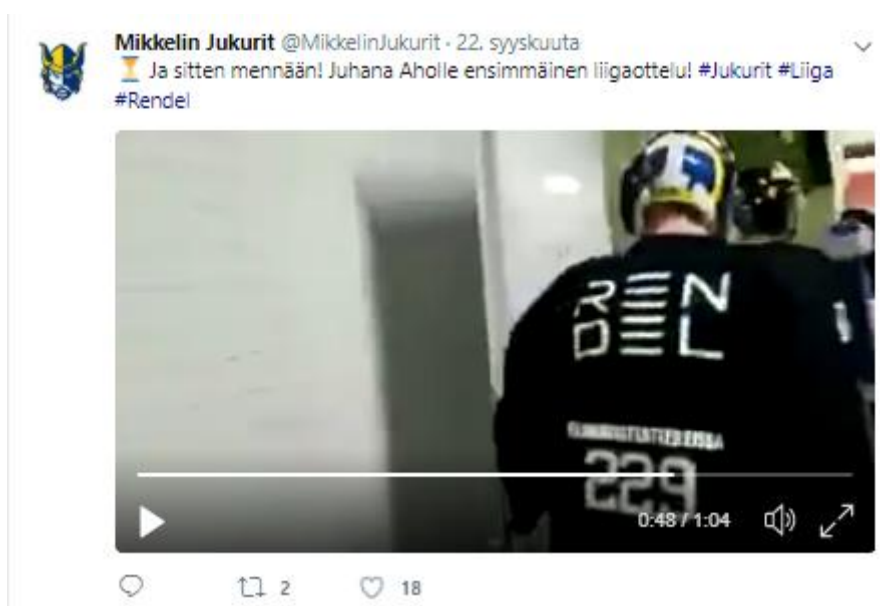 Mikkelin Jukurit @MikkelinJukurit · 22. syyskuuta
⏳ Ja sitten mennään! Juhana Aholle ensimmäinen liigaottelu! #Jukurit #Liiga
#Rendel
REN
DEL
ELOKUVATEATTEREISSA
229
0:48 / 1:04
2 18